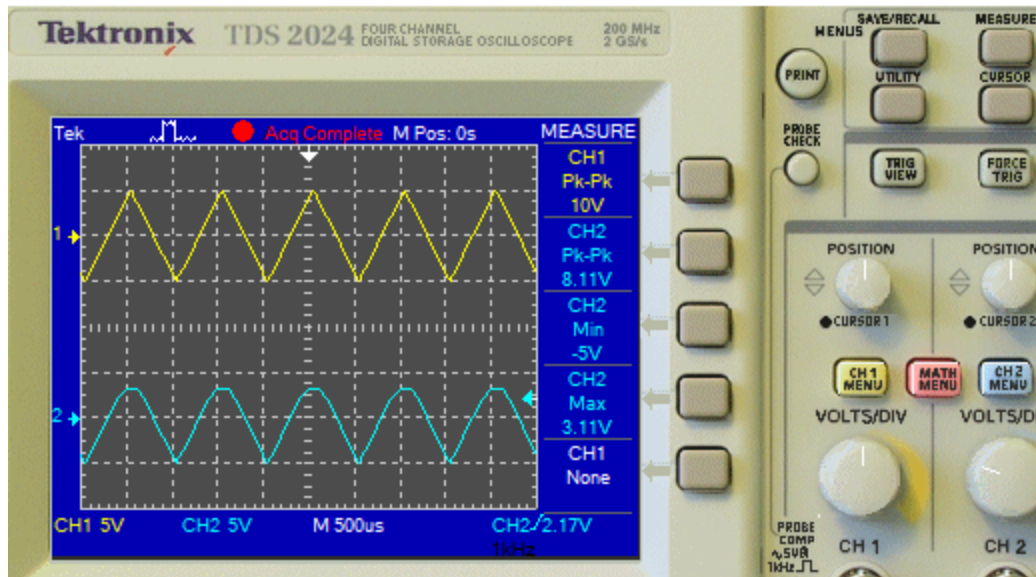 Tektronix TDS 2024 FOUR CHANNEL DIGITAL STORAGE OSCILLOSCOPE 200 MHz 2 GS/s
Tek Acq Complete M Pos: 0s MEASURE
CH1
Pk-Pk
10V
CH2
Pk-Pk
8.11V
CH2
Min
-5V
CH2
Max
3.11V
CH1
None
1
2
CH1 5V CH2 5V M 500us CH2 2.17V
1kHz
SAVE/RECALL MEASURE
MENUS
UTILITY CURSOR
PRINT
PROBE CHECK
TRIG VIEW
FORCE TRIG
POSITION POSITION
CURSOR 1 CURSOR 2
CH 1 MENU
MATH MENU
CH 2 MENU
VOLTS/DIV VOLTS/D
PROBE COMP
~5V
1kHz
CH 1 CH 2